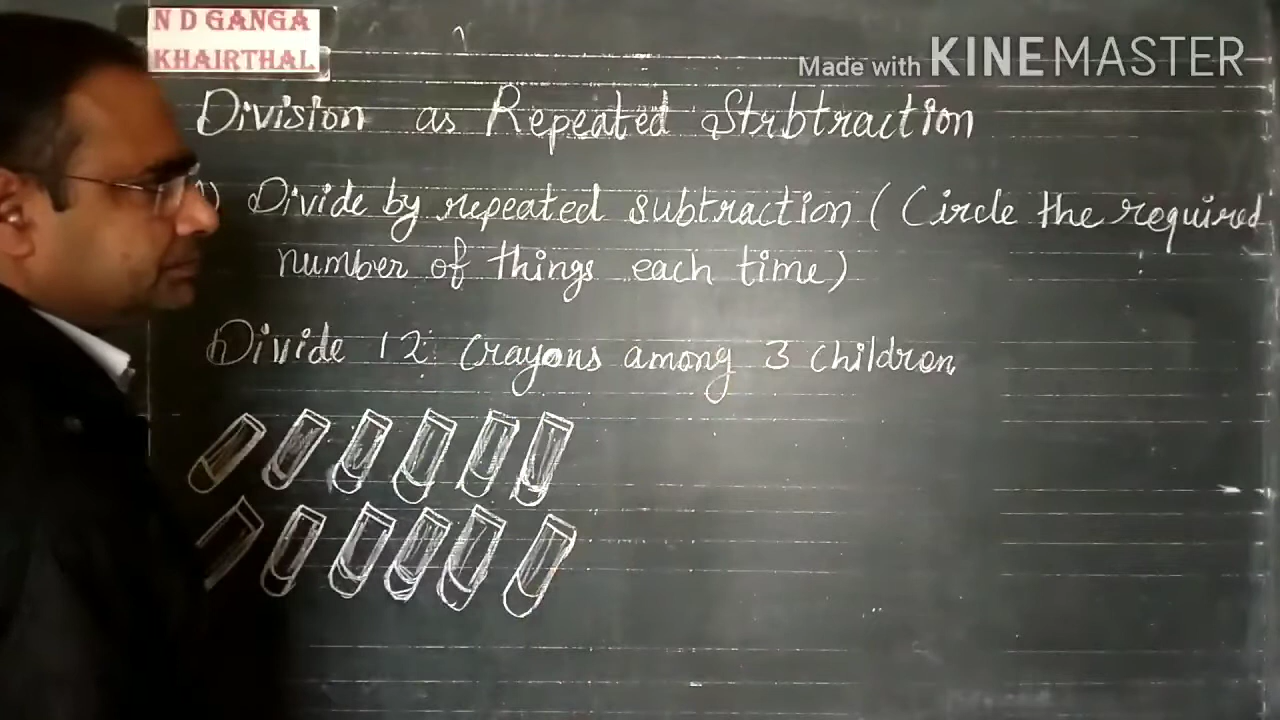 N D GANGA
KHAIRTHAL
Made with KINEMASTER
Division as Repeated Strbtraction
1) Divide by repeated subtraction ( Circle the required
number of things each time)
Divide 12 Crayons among 3 children.